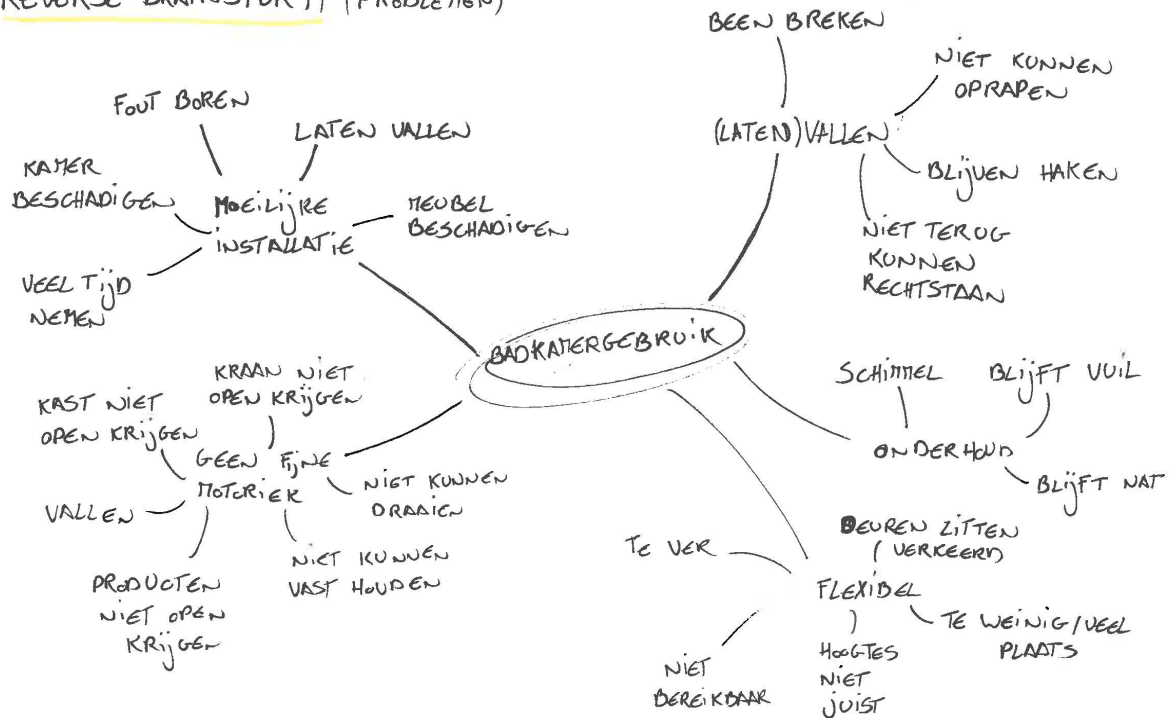 REVERSE BRAINSTORM (PROBLEMEN)
BEEN BREKEN
(LATEN) VALLEN
NIET KUNNEN
OPRAPEN
BLIJVEN HAKEN
NIET TERUG
KUNNEN
RECHTSTAAN
FOUT BOREN
LATEN VALLEN
KAMER
BESCHADIGEN
MOEILIJKE
INSTALLATIE
MEUBEL
BESCHADIGEN
VEEL TIJD
NEMEN
BADKAMERGEBRUIK
KRAAN NIET
OPEN KRIJGEN
KAST NIET
OPEN KRIJGEN
GEEN FIJNE
MOTORIEK
VALLEN
NIET KUNNEN
DRAAIEN
NIET KUNNEN
VAST HOUDEN
PRODUCTEN
NIET OPEN
KRIJGEN
SCHIMMEL
BLIJFT VUIL
ONDERHOUD
BLIJFT NAT
DEUREN ZITTEN
VERKEERD
TE VER
FLEXIBEL
TE WEINIG/VEEL
PLAATS
HOOGTES
NIET
JUIST
NIET
BEREIKBAAR